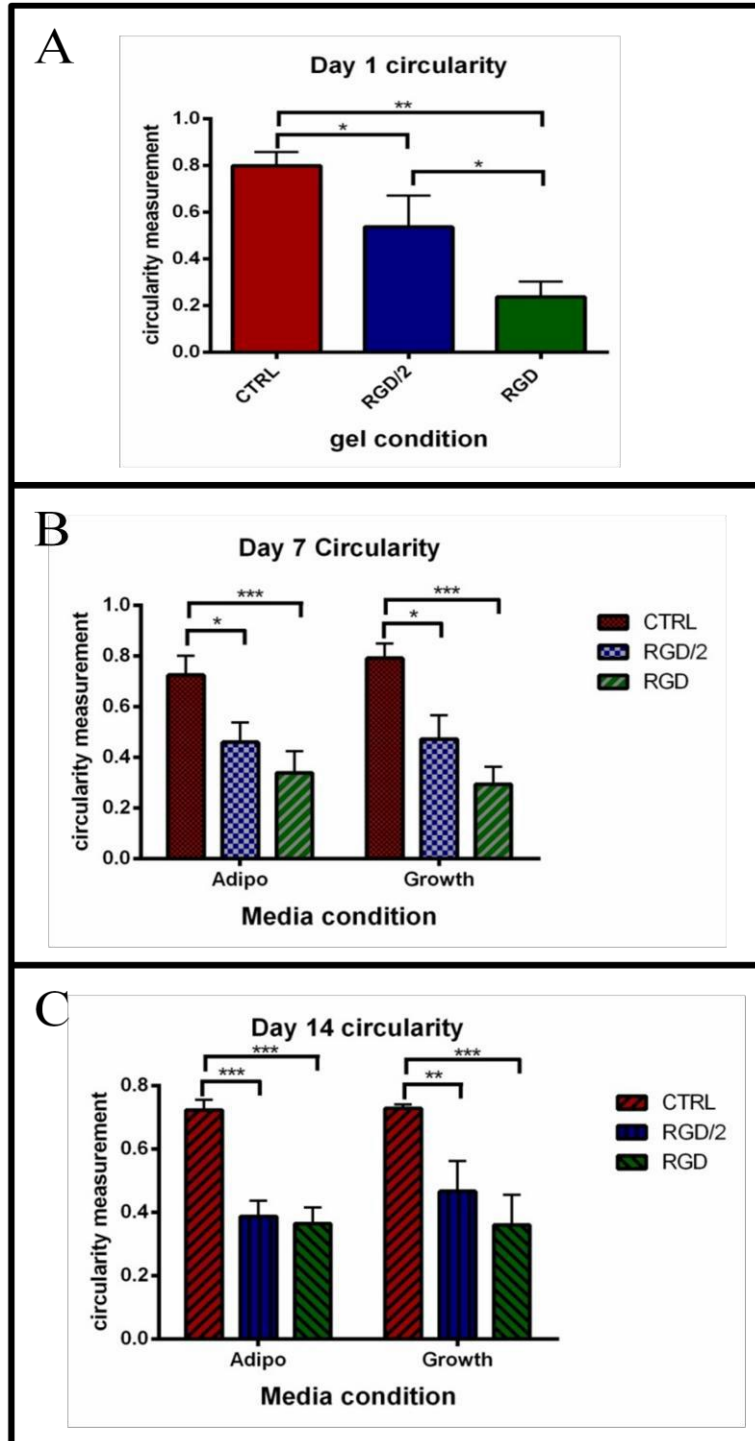 A
Day 1 circularity
**
*
*
circularity measurement
1.0
0.8
0.6
0.4
0.2
0.0
CTRL
RGD/2
RGD
gel condition
B
Day 7 Circularity
***
*
***
*
circularity measurement
1.0
0.8
0.6
0.4
0.2
0.0
Adipo
Growth
Media condition
CTRL
RGD/2
RGD
C
Day 14 circularity
***
***
***
**
circularity measurement
0.8
0.6
0.4
0.2
0.0
Adipo
Growth
Media condition
CTRL
RGD/2
RGD